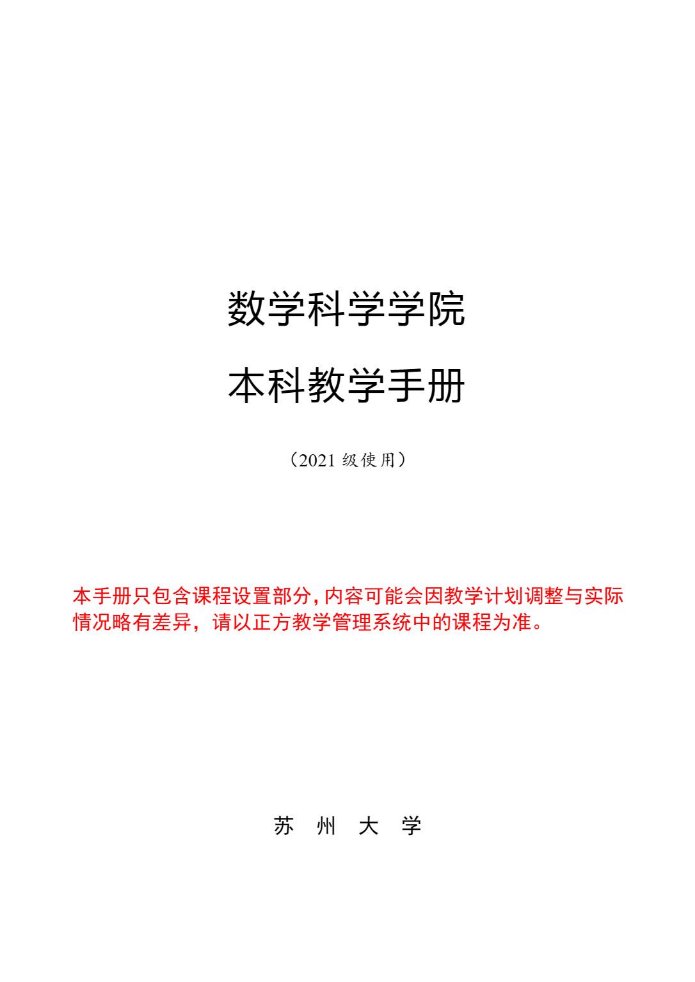 数学科学学院
本科教学手册
（2021 级使用）
本手册只包含课程设置部分，内容可能会因教学计划调整与实际
情况略有差异，请以正方教学管理系统中的课程为准。
苏 州 大 学